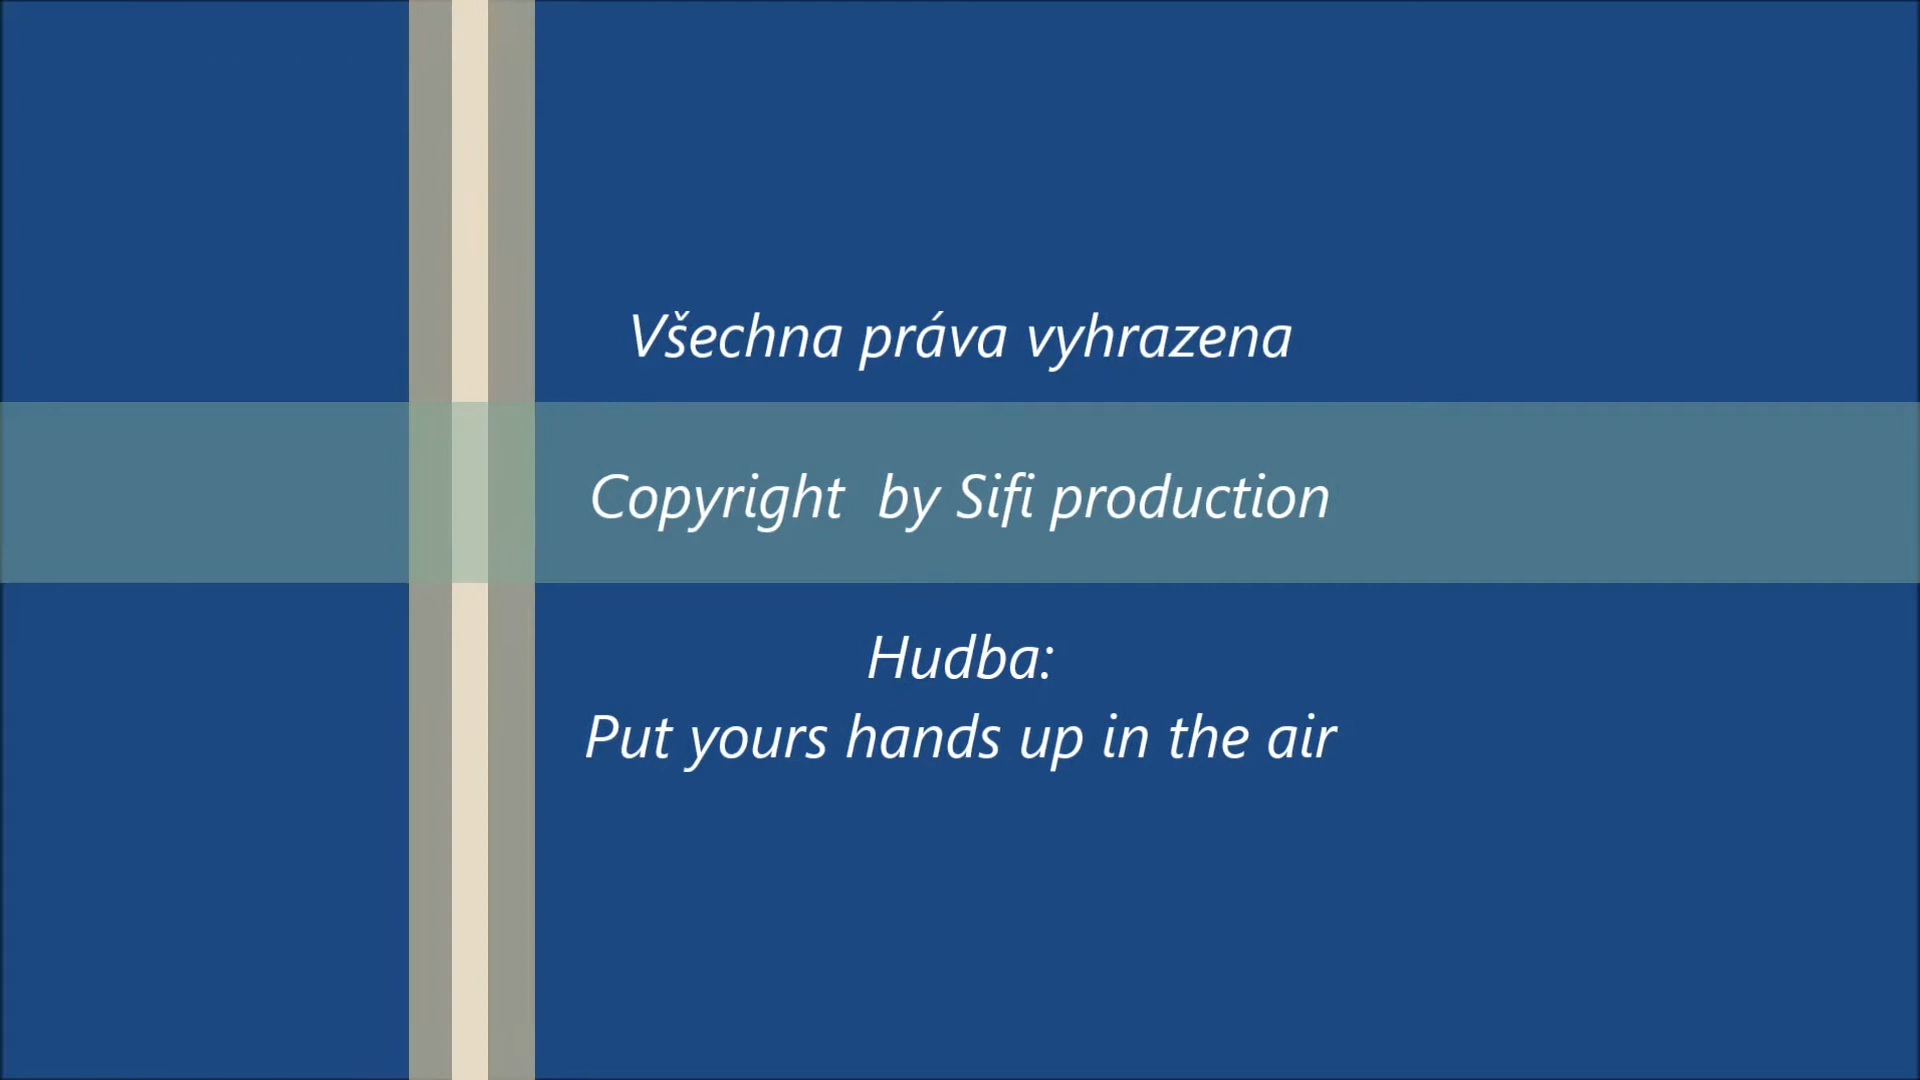 Všechna práva vyhrazena
Copyright  by Sifi production
Hudba:
Put yours hands up in the air